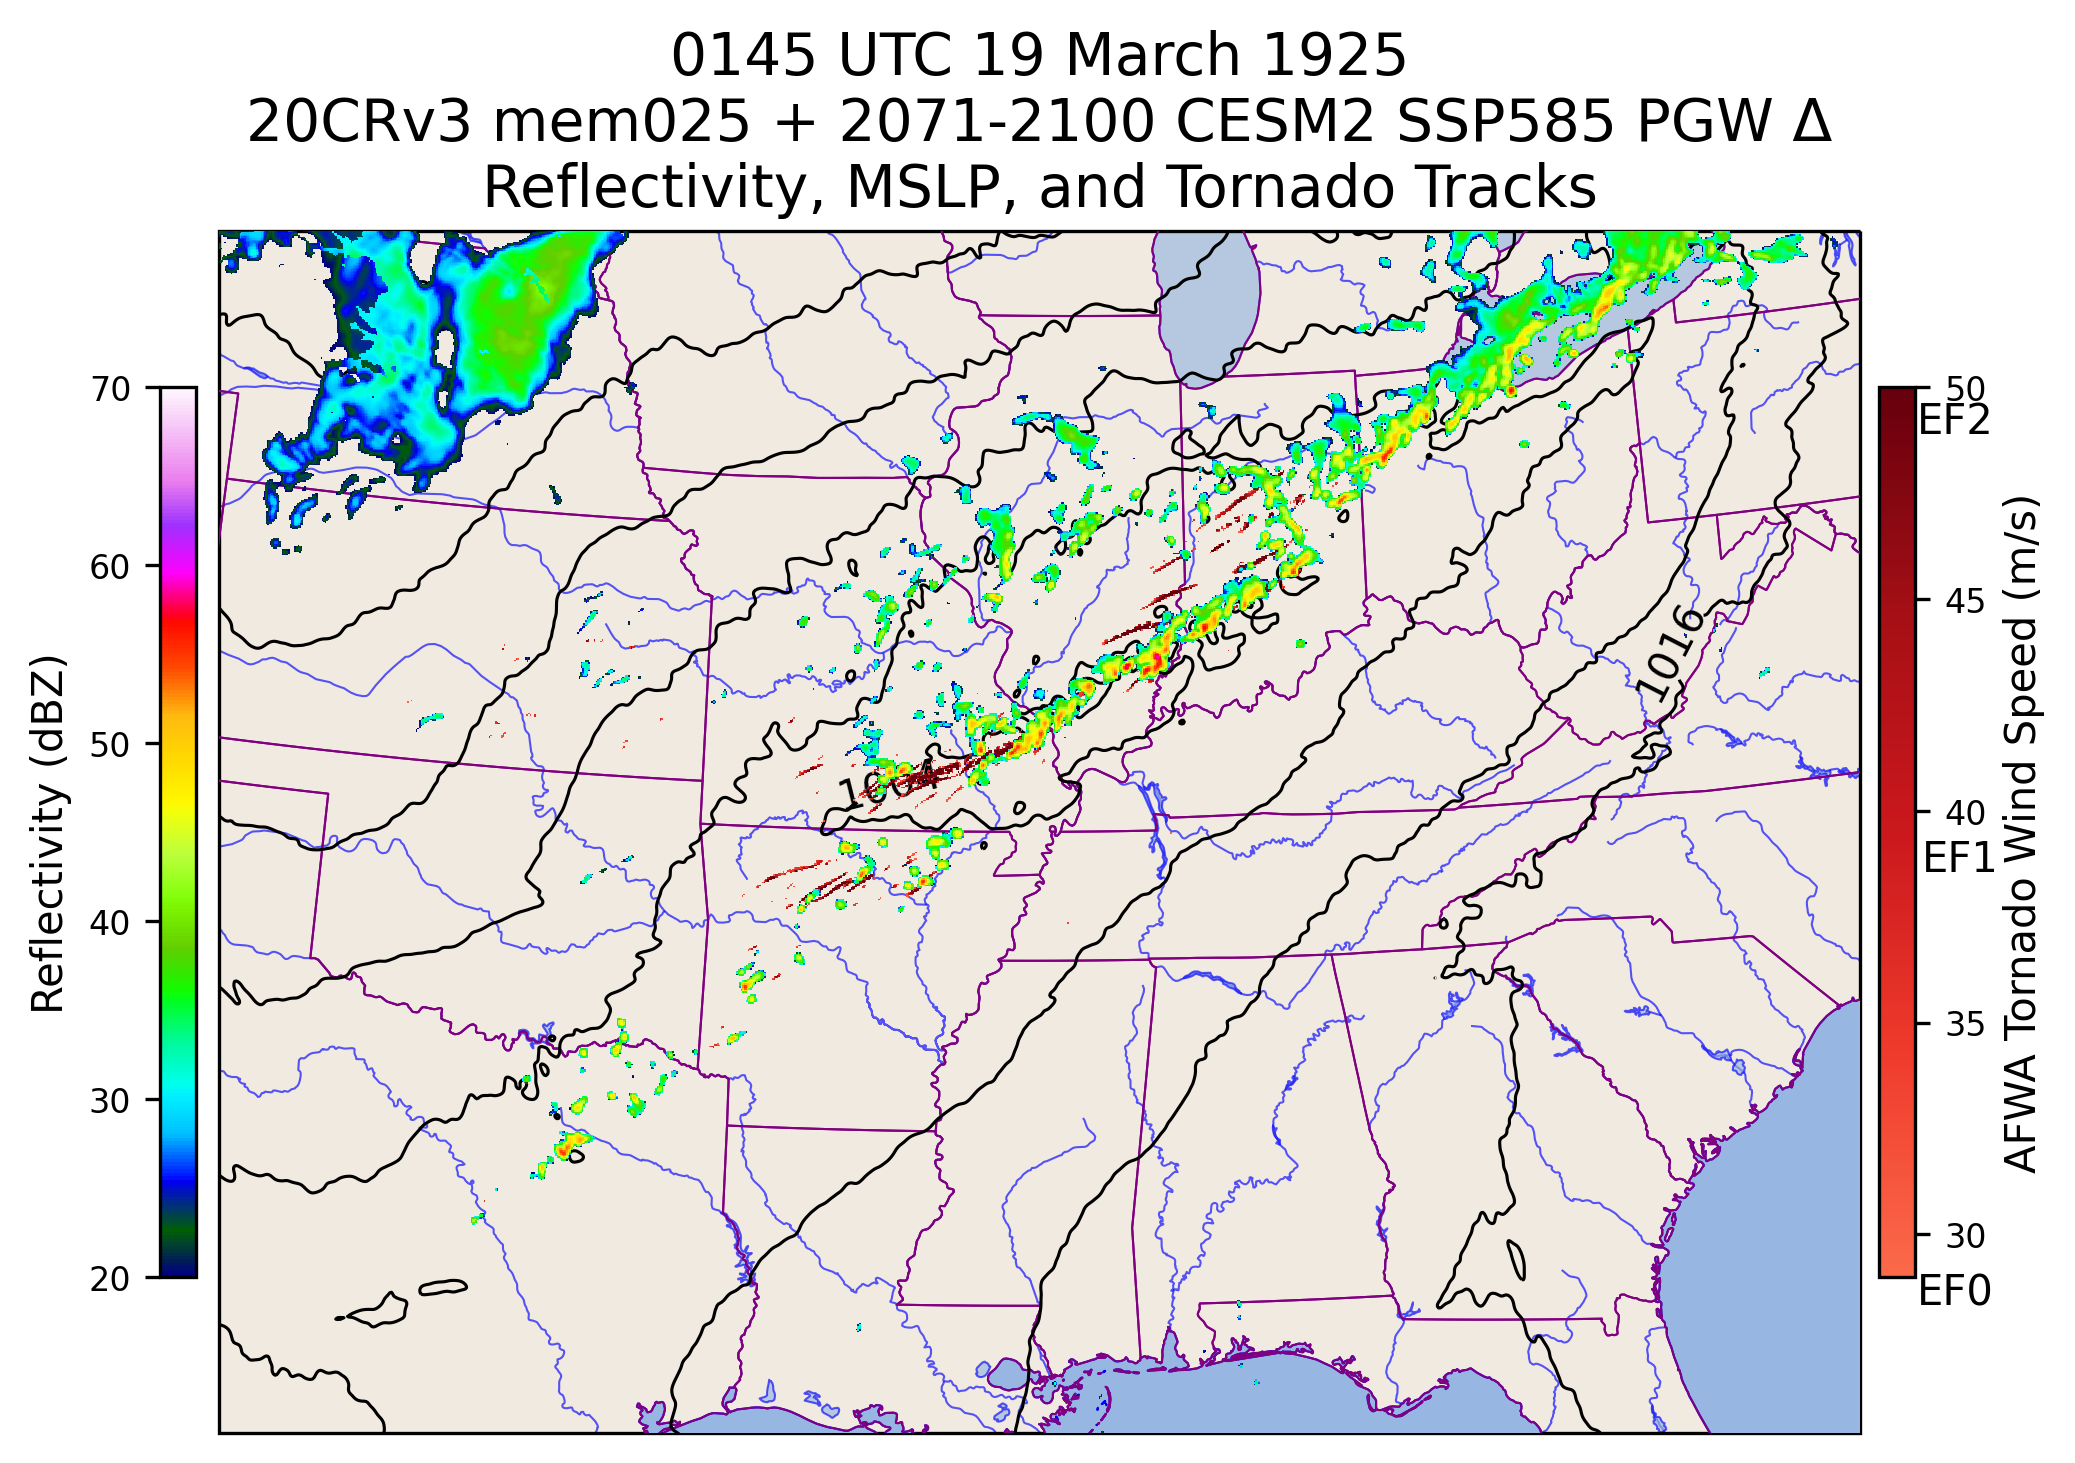 0145 UTC 19 March 1925
20CRv3 mem025 + 2071-2100 CESM2 SSP585 PGW Δ
Reflectivity, MSLP, and Tornado Tracks
70
60
50
40
30
20
Reflectivity (dBZ)
1016
50
EF2
45
40
EF1
35
30
EF0
AFWA Tornado Wind Speed (m/s)